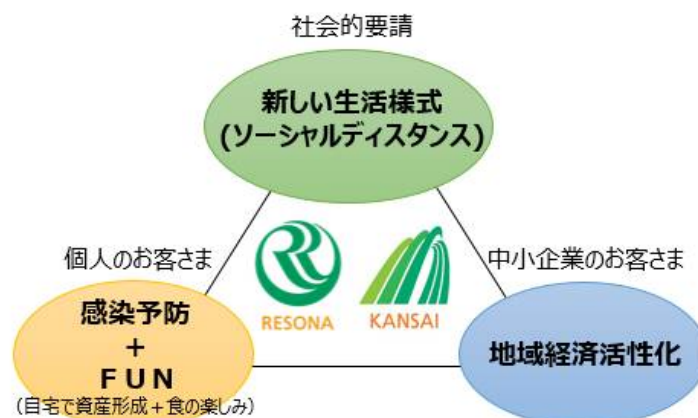 社会的要請
新しい生活様式
(ソーシャルディスタンス)
個人のお客さま
中小企業のお客さま
RESONA
KANSAI
感染予防
+
FUN
(自宅で資産形成+食の楽しみ)
地域経済活性化